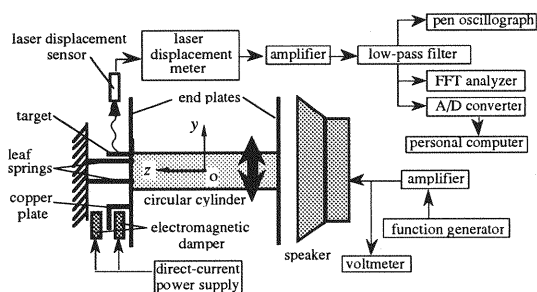 laser displacement
sensor
laser
displacement
meter
amplifier
low-pass filter
pen oscillograph
FFT analyzer
A/D converter
personal computer
target
end plates
y
leaf
springs
z
o
circular cylinder
copper
plate
electromagnetic
damper
direct-current
power supply
speaker
amplifier
function generator
voltmeter